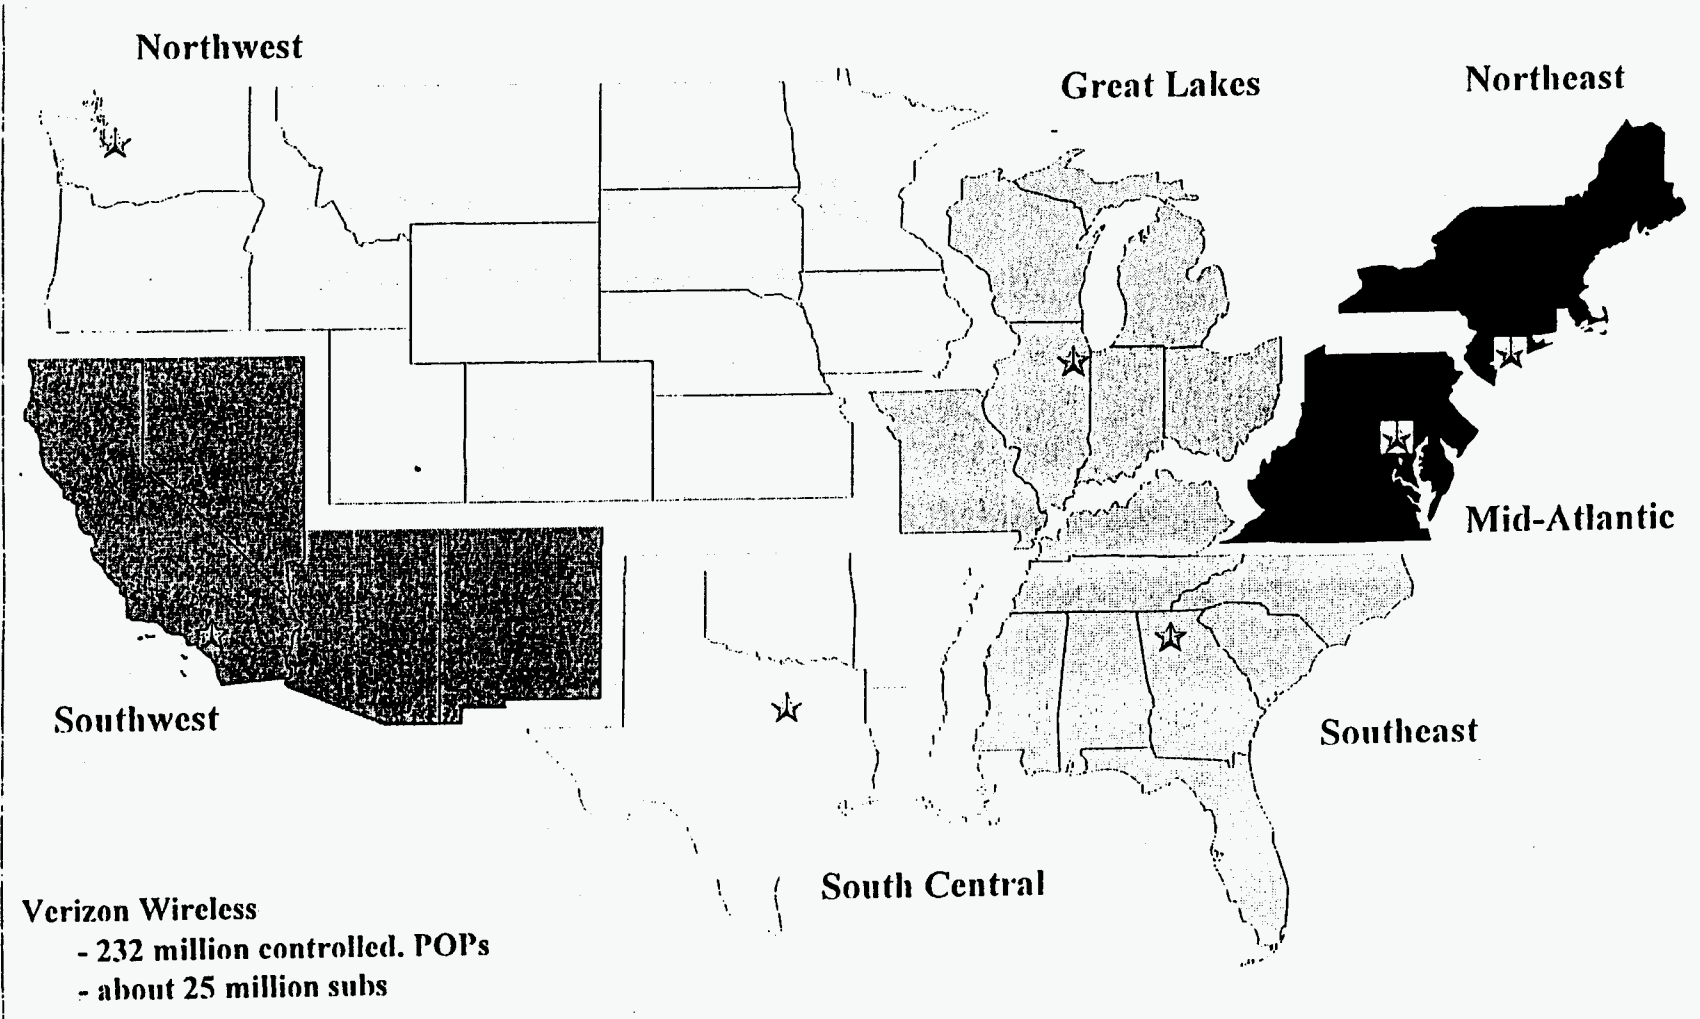 Northwest
Great Lakes
Northeast
Southwest
Mid-Atlantic
Southeast
South Central
Verizon Wireless
- 232 million controlled. POPs
- about 25 million subs